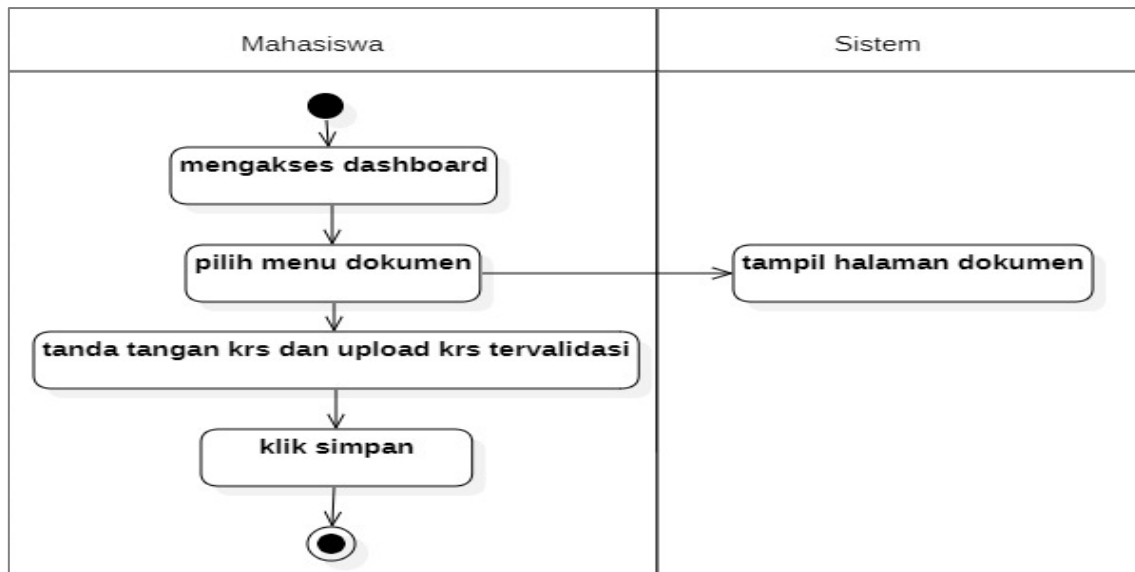 Mahasiswa
Sistem
mengakses dashboard
pilih menu dokumen
tampil halaman dokumen
tanda tangan krs dan upload krs tervalidasi
klik simpan